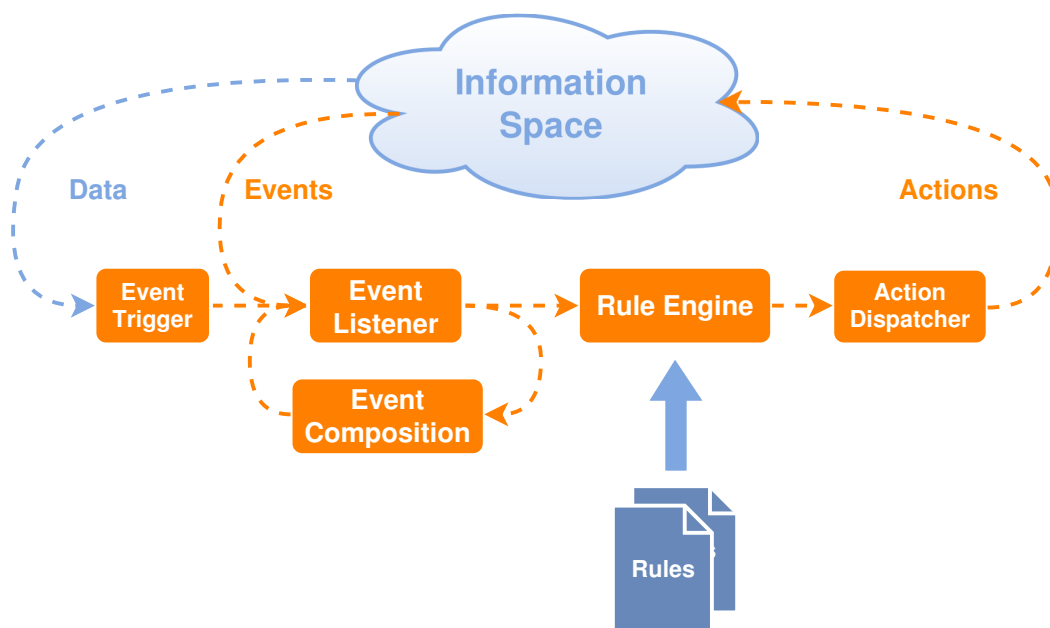 Information
Space
Data
Events
Actions
Event
Trigger
Event
Listener
Rule Engine
Action
Dispatcher
Event
Composition
s
Rules